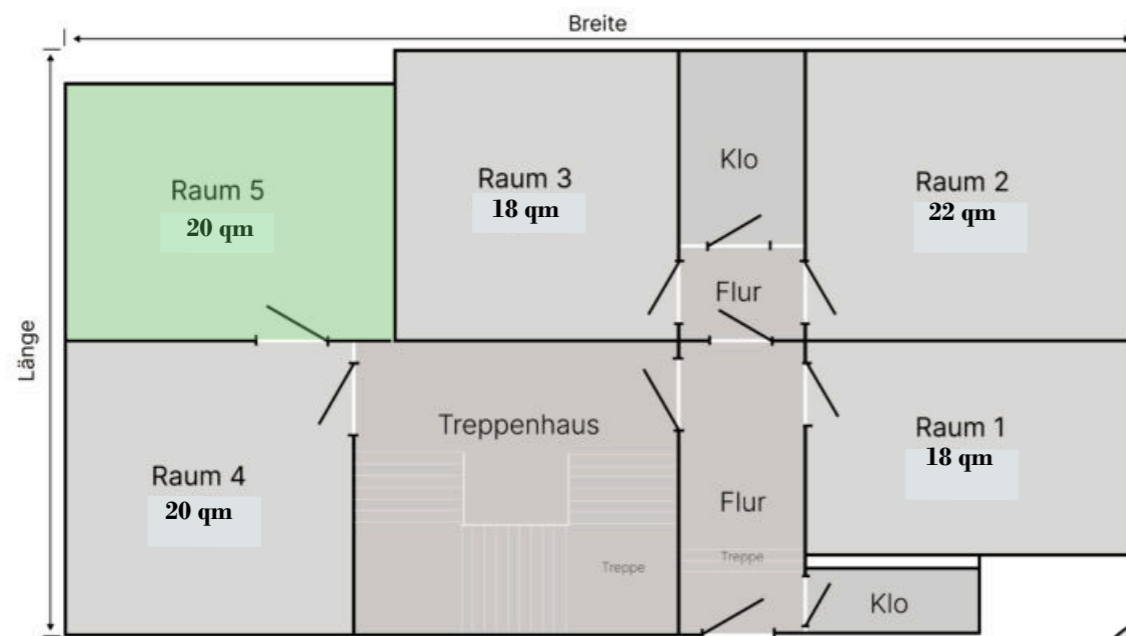 Breite
Länge
Raum 5
20 qm
Raum 3
18 qm
Klo
Raum 2
22 qm
Flur
Raum 4
20 qm
Treppenhaus
Treppe
Flur
Treppe
Raum 1
18 qm
Klo